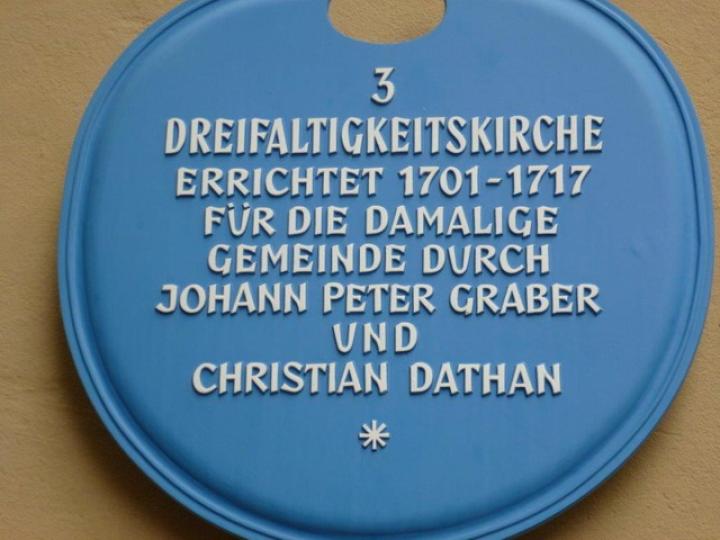 3
DREIFALTIGKEITSKIRCHE
ERRICHTET 1701-1717
FÜR DIE DAMALIGE
GEMEINDE DURCH
JOHANN PETER GRABER
UND
CHRISTIAN DATHAN
*